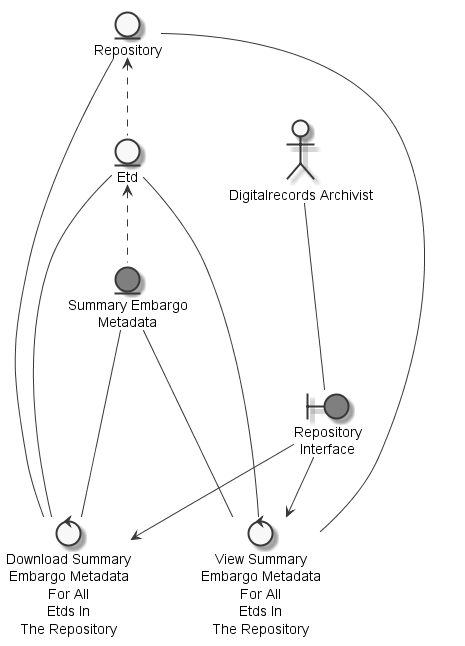 Repository
Etd
Digitalrecords Archivist
Summary Embargo
Metadata
Repository
Interface
Download Summary
Embargo Metadata
For All
Etds In
The Repository
View Summary
Embargo Metadata
For All
Etds In
The Repository